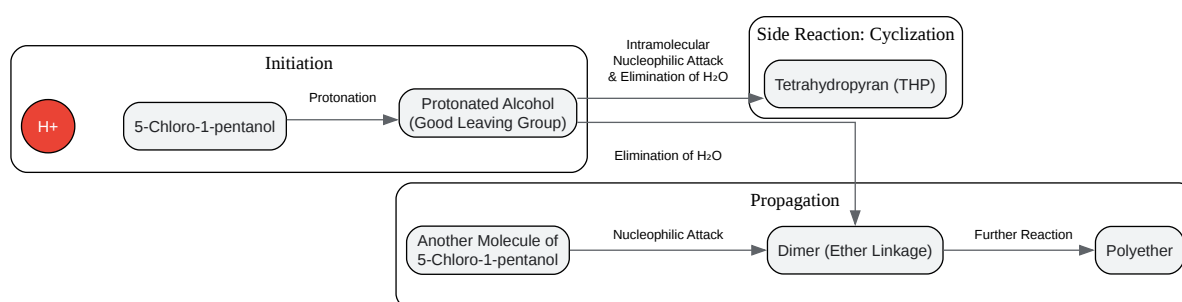 Side Reaction: Cyclization
Intramolecular
Nucleophilic Attack
& Elimination of H₂O
Initiation
Tetrahydropyran (THP)
Protonation
Protonated Alcohol
(Good Leaving Group)
H+
5-Chloro-1-pentanol
Elimination of H₂O
Propagation
Another Molecule of
5-Chloro-1-pentanol
Nucleophilic Attack
Dimer (Ether Linkage)
Further Reaction
Polyether